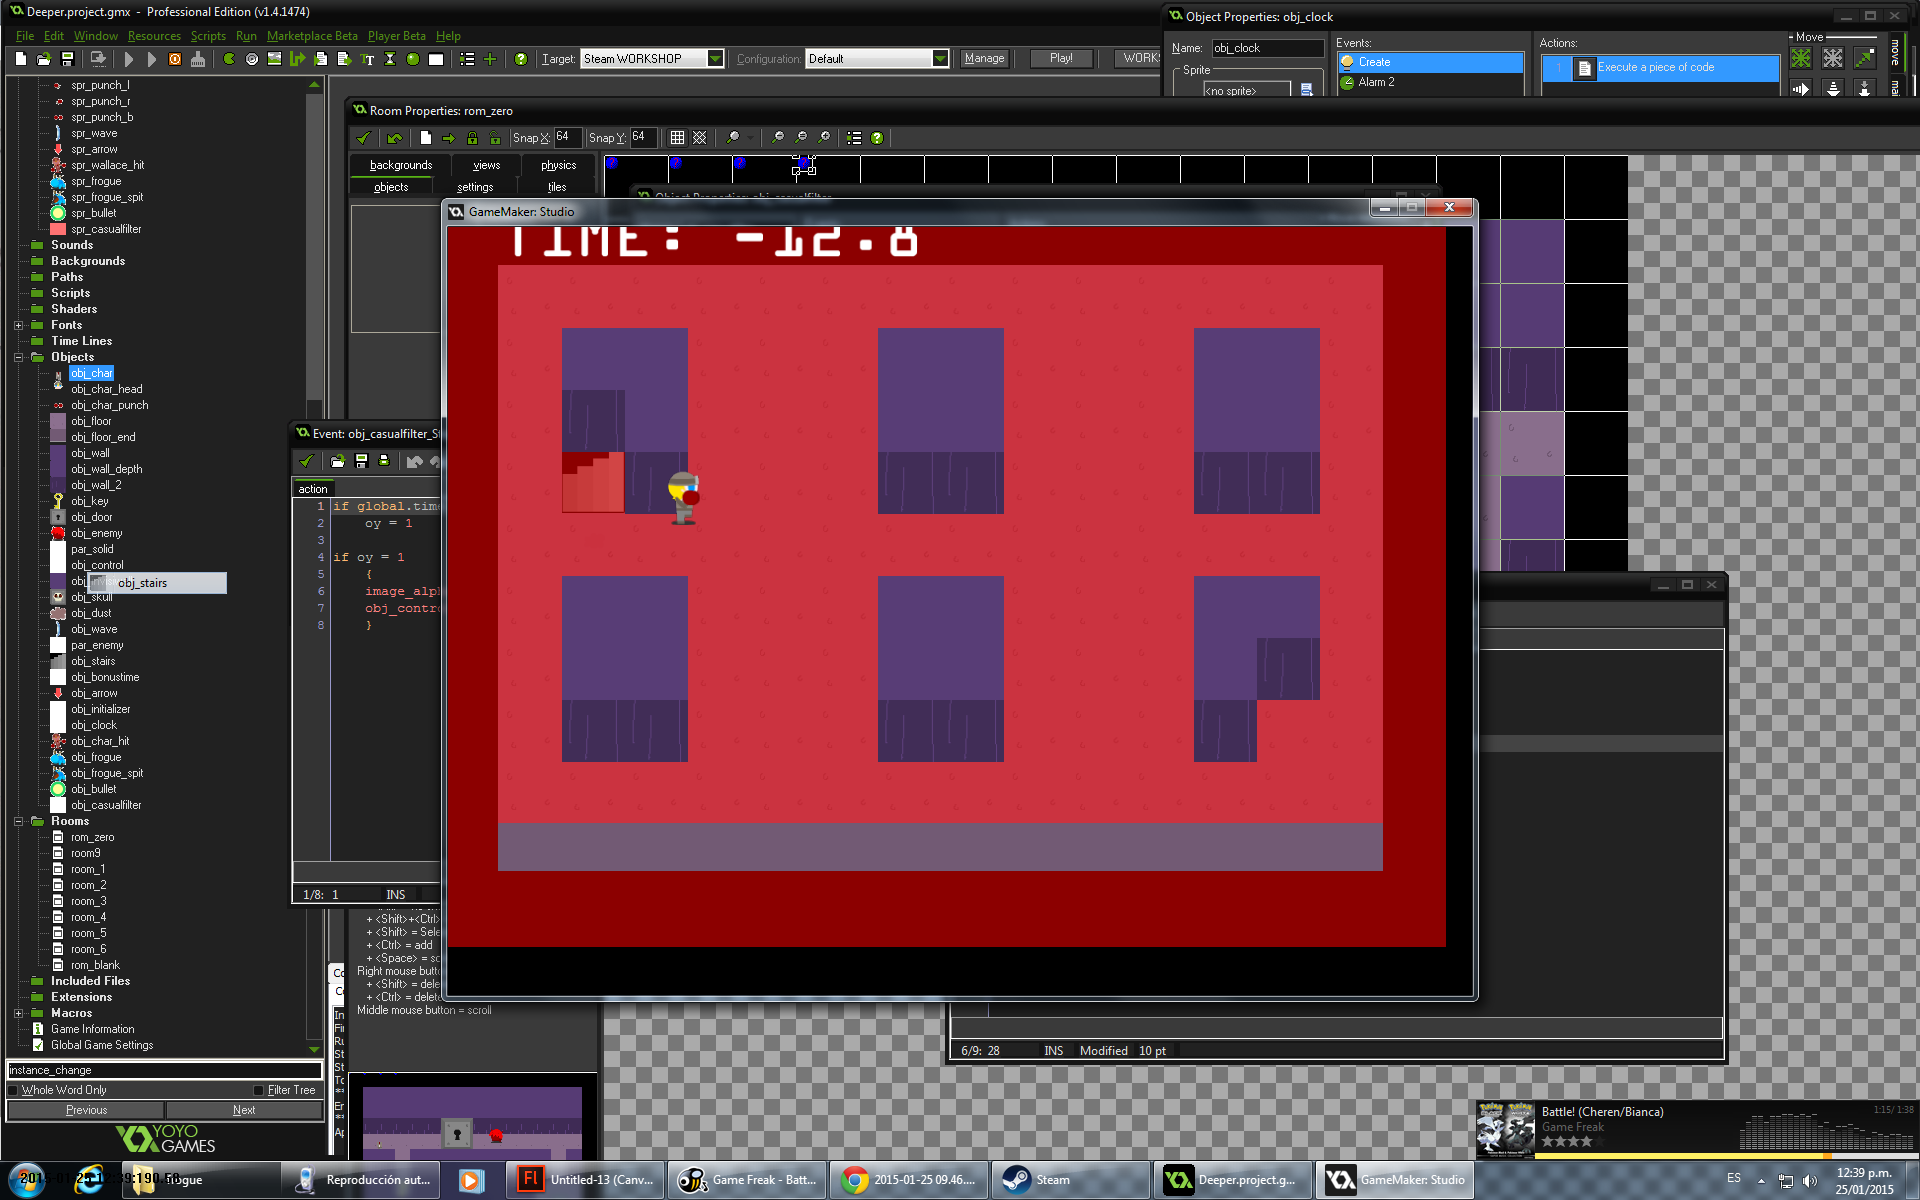 Deeper.project.gmx - Professional Edition (v1.4.1474)
File Edit Window Resources Scripts Run Marketplace Beta Player Beta Help
Target: Steam WORKSHOP Configuration: Default Manage Play! WORK
Object Properties: obj_clock
Name: obj_clock
Sprite
<no sprite>
Events:
Create
Alarm 2
Actions:
1 Execute a piece of code
Move
move
spr_punch_l
spr_punch_r
spr_punch_b
spr_wave
spr_arrow
spr_wallace_hit
spr_frogue
spr_frogue_spit
spr_bullet
spr_casualfilter
Sounds
Backgrounds
Paths
Scripts
Shaders
Fonts
Time Lines
Objects
obj_char
obj_char_head
obj_char_punch
obj_floor
obj_floor_end
obj_wall
obj_wall_depth
obj_wall_2
obj_key
obj_door
obj_enemy
par_solid
obj_control
obj_stairs
obj_skull
obj_dust
obj_wave
par_enemy
obj_stairs
obj_bonustime
obj_arrow
obj_initializer
obj_clock
obj_char_hit
obj_frogue
obj_frogue_spit
obj_bullet
obj_casualfilter
Rooms
rom_zero
room9
room_1
room_2
room_3
room_4
room_5
room_6
rom_blank
Included Files
Extensions
Macros
Game Information
Global Game Settings
instance_change
Whole Word Only Filter Tree
Previous Next
YOYO GAMES
Room Properties: rom_zero
Snap X: 64 Snap Y: 64
backgrounds views physics
objects settings tiles
Object Properties: obj_casualfilter
GameMaker: Studio
TIME: -12.8
Event: obj_casualfilter_St
action
1 if global.time
2 oy = 1
3
4 if oy = 1
5 {
6 image_alph
7 obj_contro
8 }
1/8: 1 INS
+ <Shift>+<Ctrl>
+ <Shift> = Sele
+ <Ctrl> = add
+ <Space> = sc
Right mouse butt
+ <Shift> = dele
+ <Ctrl> = delet
Middle mouse button = scroll
6/9: 28 INS Modified 10 pt
Battle! (Cheren/Bianca)
Game Freak
1:15/ 1:38
Reproducción aut...
Untitled-13 (Canv...
Game Freak - Batt...
2015-01-25 09.46....
Steam
Deeper.project.g...
GameMaker: Studio
ES
12:39 p.m.
25/01/2015